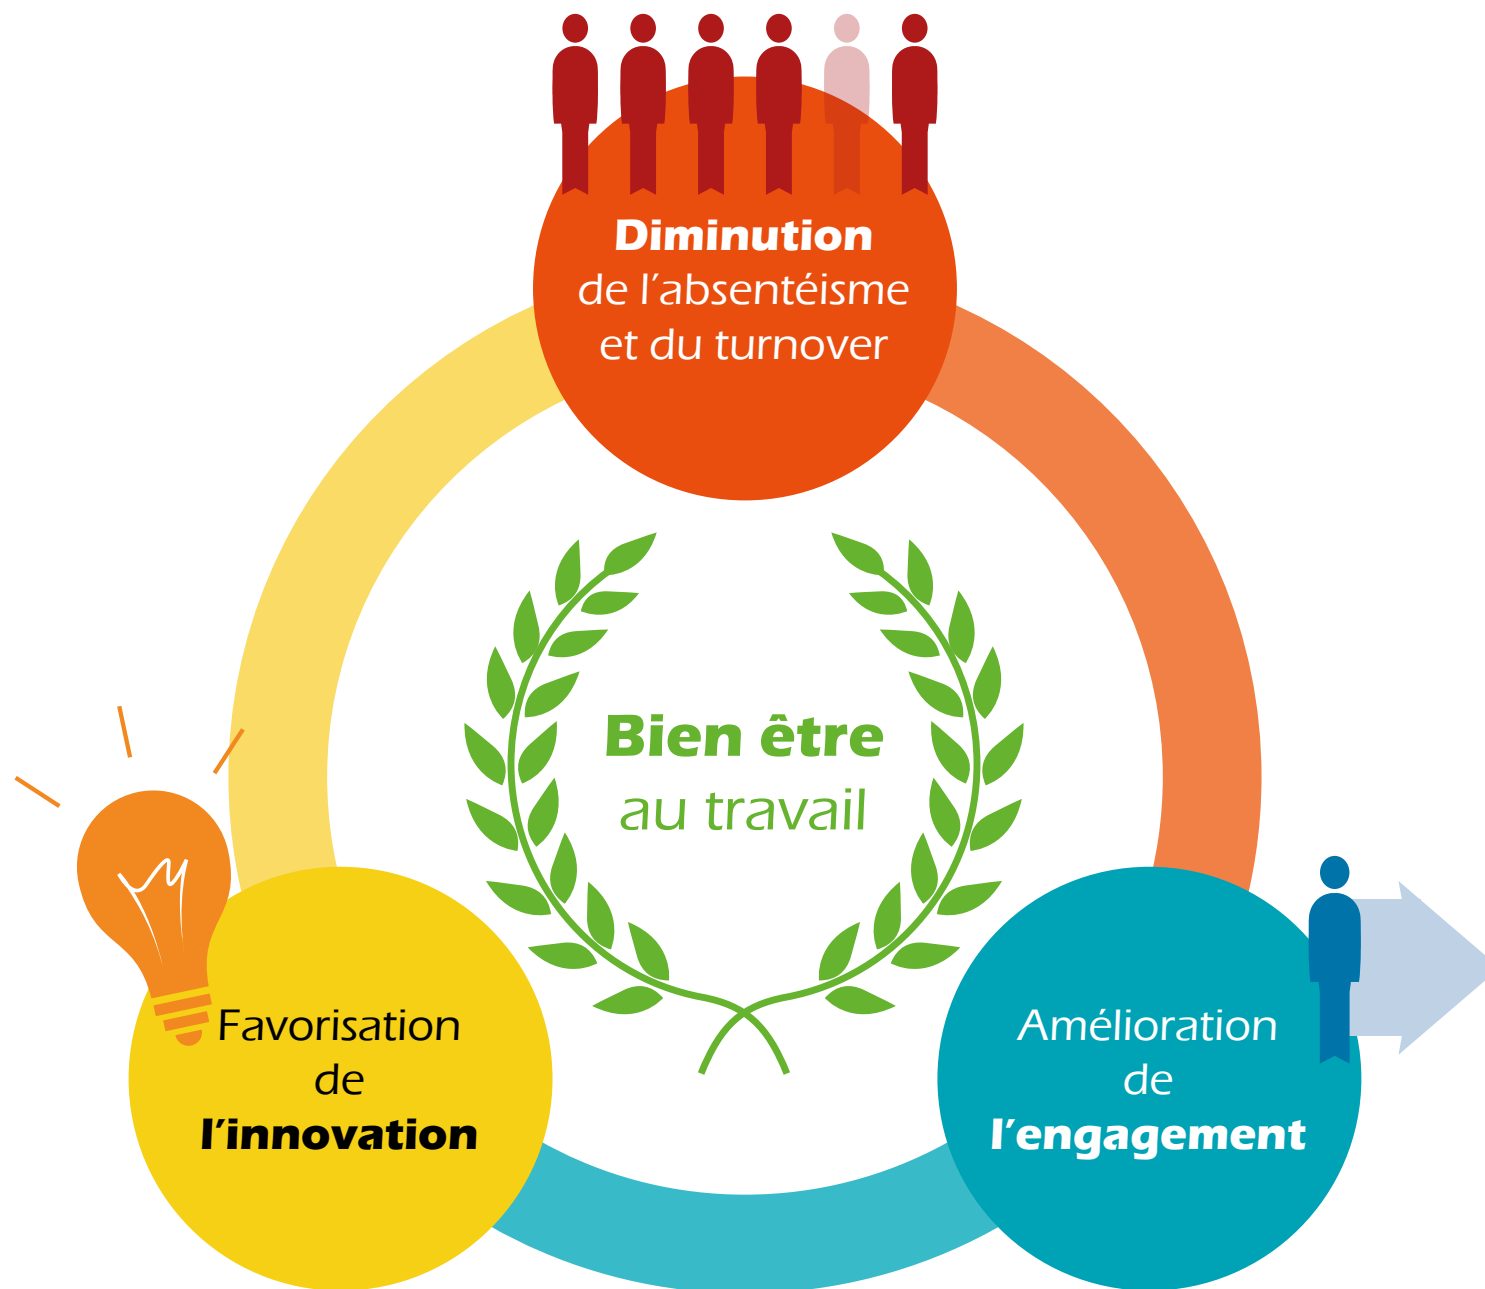 Diminution
de l'absentéisme
et du turnover
Bien être
au travail
Favorisation
de
l'innovation
Amélioration
de
l'engagement